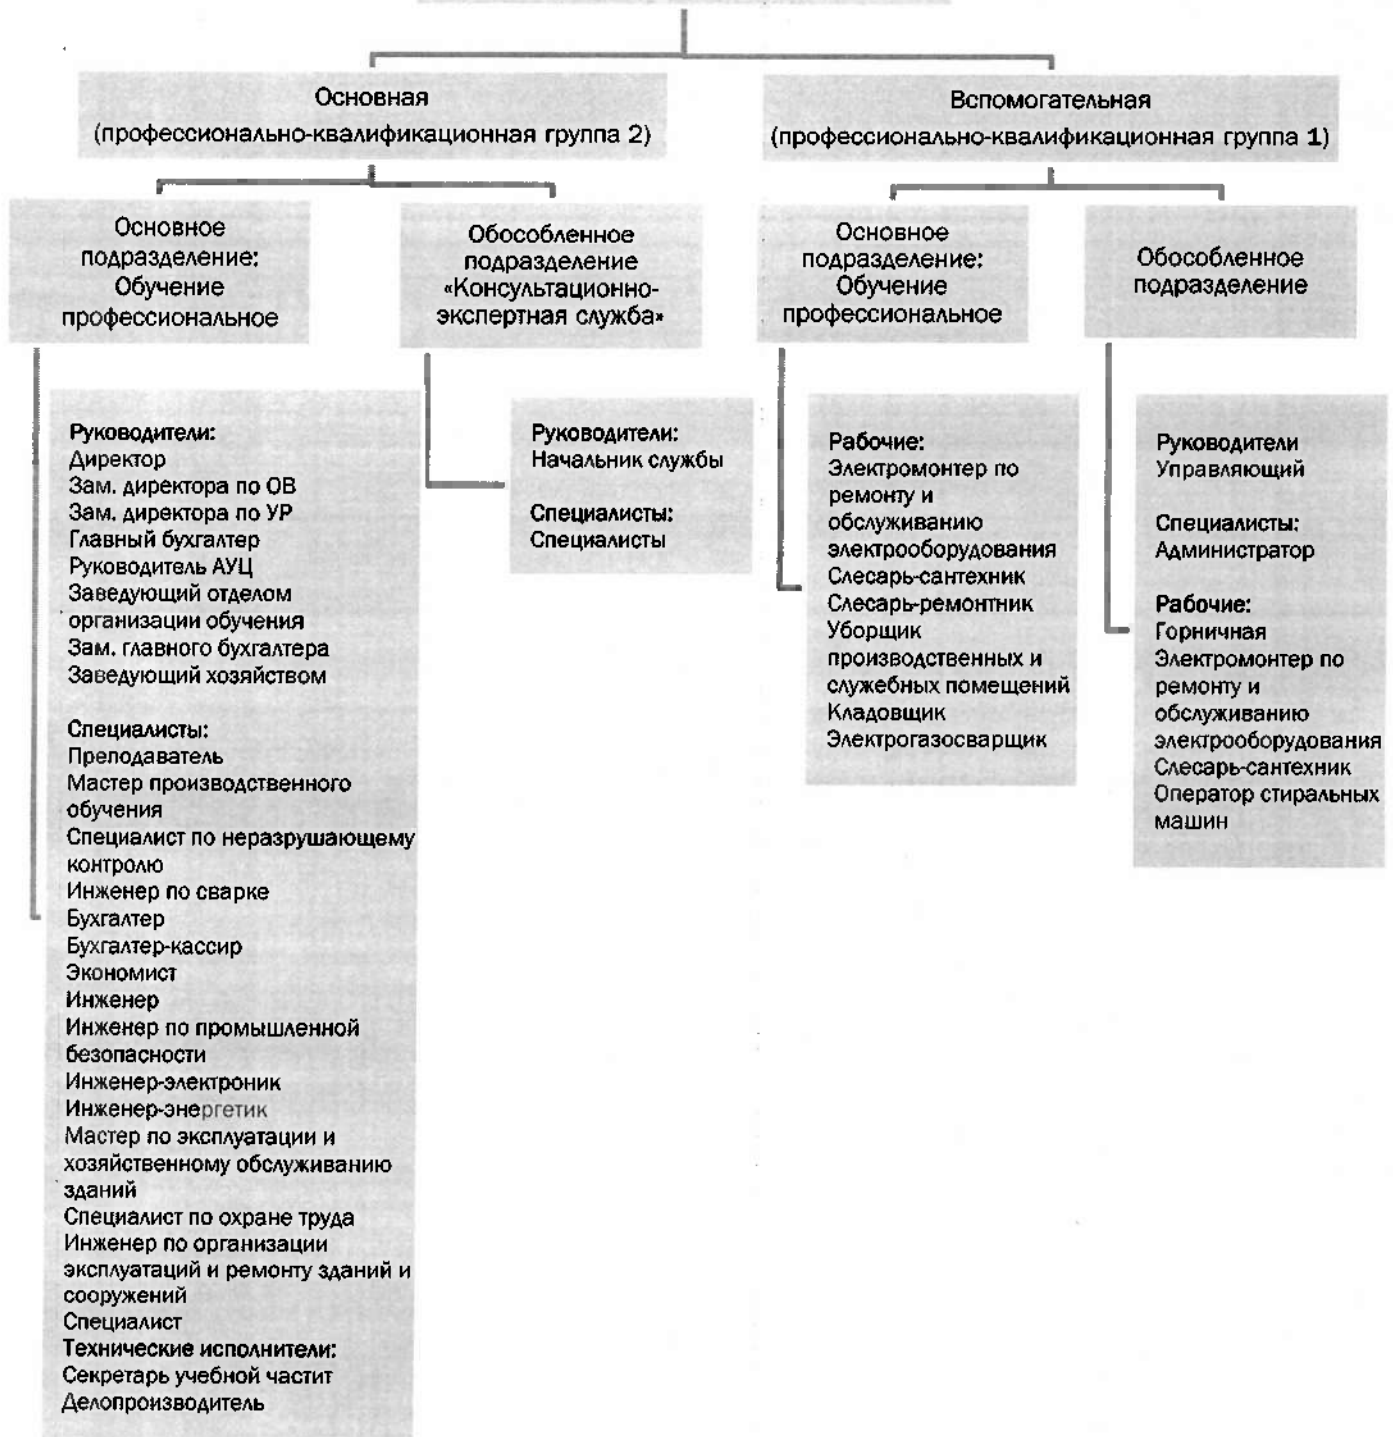 Основная
(профессионально-квалификационная группа 2)
Вспомогательная
(профессионально-квалификационная группа 1)
Основное
подразделение:
Обучение
профессиональное
Обособленное
подразделение
«Консультационно-
экспертная служба»
Основное
подразделение:
Обучение
профессиональное
Обособленное
подразделение
Руководители:
Директор
Зам. директора по ОВ
Зам. директора по УР
Главный бухгалтер
Руководитель АУЦ
Заведующий отделом
организации обучения
Зам. главного бухгалтера
Заведующий хозяйством
Специалисты:
Преподаватель
Мастер производственного
обучения
Специалист по неразрушающему
контролю
Инженер по сварке
Бухгалтер
Бухгалтер-кассир
Экономист
Инженер
Инженер по промышленной
безопасности
Инженер-электроник
Инженер-энергетик
Мастер по эксплуатации и
хозяйственному обслуживанию
зданий
Специалист по охране труда
Инженер по организации
эксплуатаций и ремонту зданий и
сооружений
Специалист
Технические исполнители:
Секретарь учебной частит
Делопроизводитель
Руководители:
Начальник службы
Специалисты:
Специалисты
Рабочие:
Электромонтер по
ремонту и
обслуживанию
электрооборудования
Слесарь-сантехник
Слесарь-ремонтник
Уборщик
производственных и
служебных помещений
Кладовщик
Электрогазосварщик
Руководители
Управляющий
Специалисты:
Администратор
Рабочие:
Горничная
Электромонтер по
ремонту и
обслуживанию
электрооборудования
Слесарь-сантехник
Оператор стиральных
машин